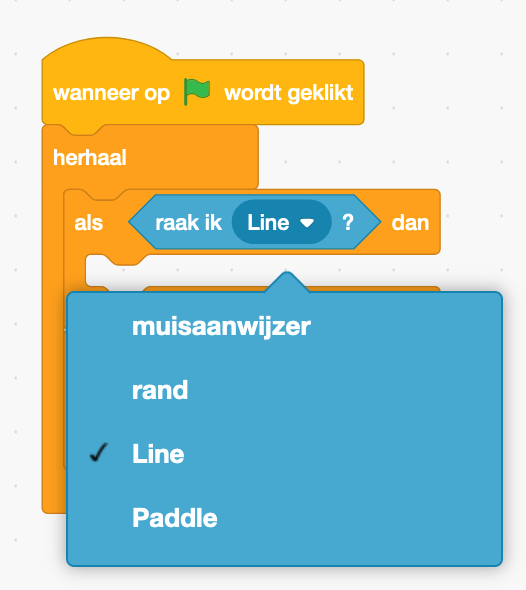 wanneer op wordt geklikt
herhaal
als raak ik Line ? dan
muisaanwijzer
rand
Line
Paddle